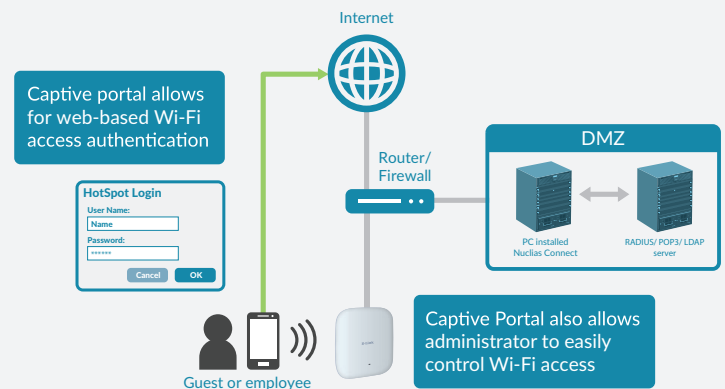 Internet
Captive portal allows
for web-based Wi-Fi
access authentication
HotSpot Login
User Name:
Name
Password:
******
Cancel
OK
Router/
Firewall
DMZ
PC installed
Nuclias Connect
RADIUS/ POP3/ LDAP
server
Captive Portal also allows
administrator to easily
control Wi-Fi access
Guest or employee